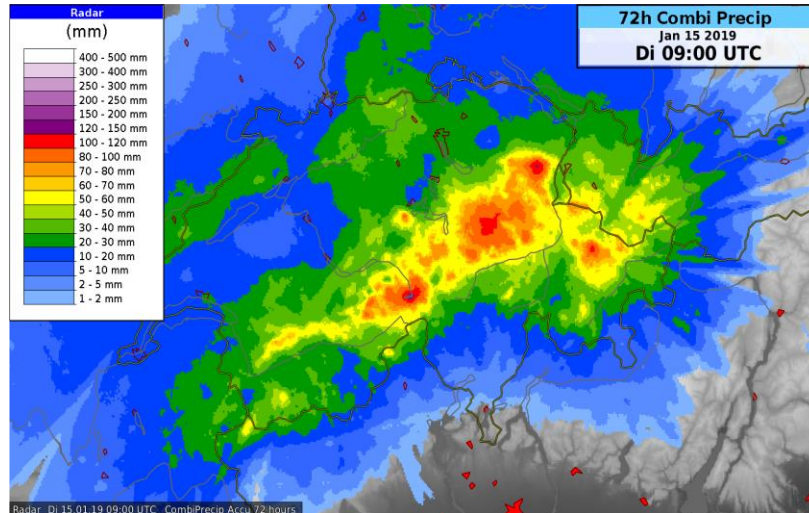 Radar
(mm)
400 - 500 mm
300 - 400 mm
250 - 300 mm
200 - 250 mm
150 - 200 mm
120 - 150 mm
100 - 120 mm
80 - 100 mm
70 - 80 mm
60 - 70 mm
50 - 60 mm
40 - 50 mm
30 - 40 mm
20 - 30 mm
10 - 20 mm
5 - 10 mm
2 - 5 mm
1 - 2 mm
72h Combi Precip
Jan 15 2019
Di 09:00 UTC
Radar Di 15.01.19 09:00 UTC CombiPrecip Accu 72 hours